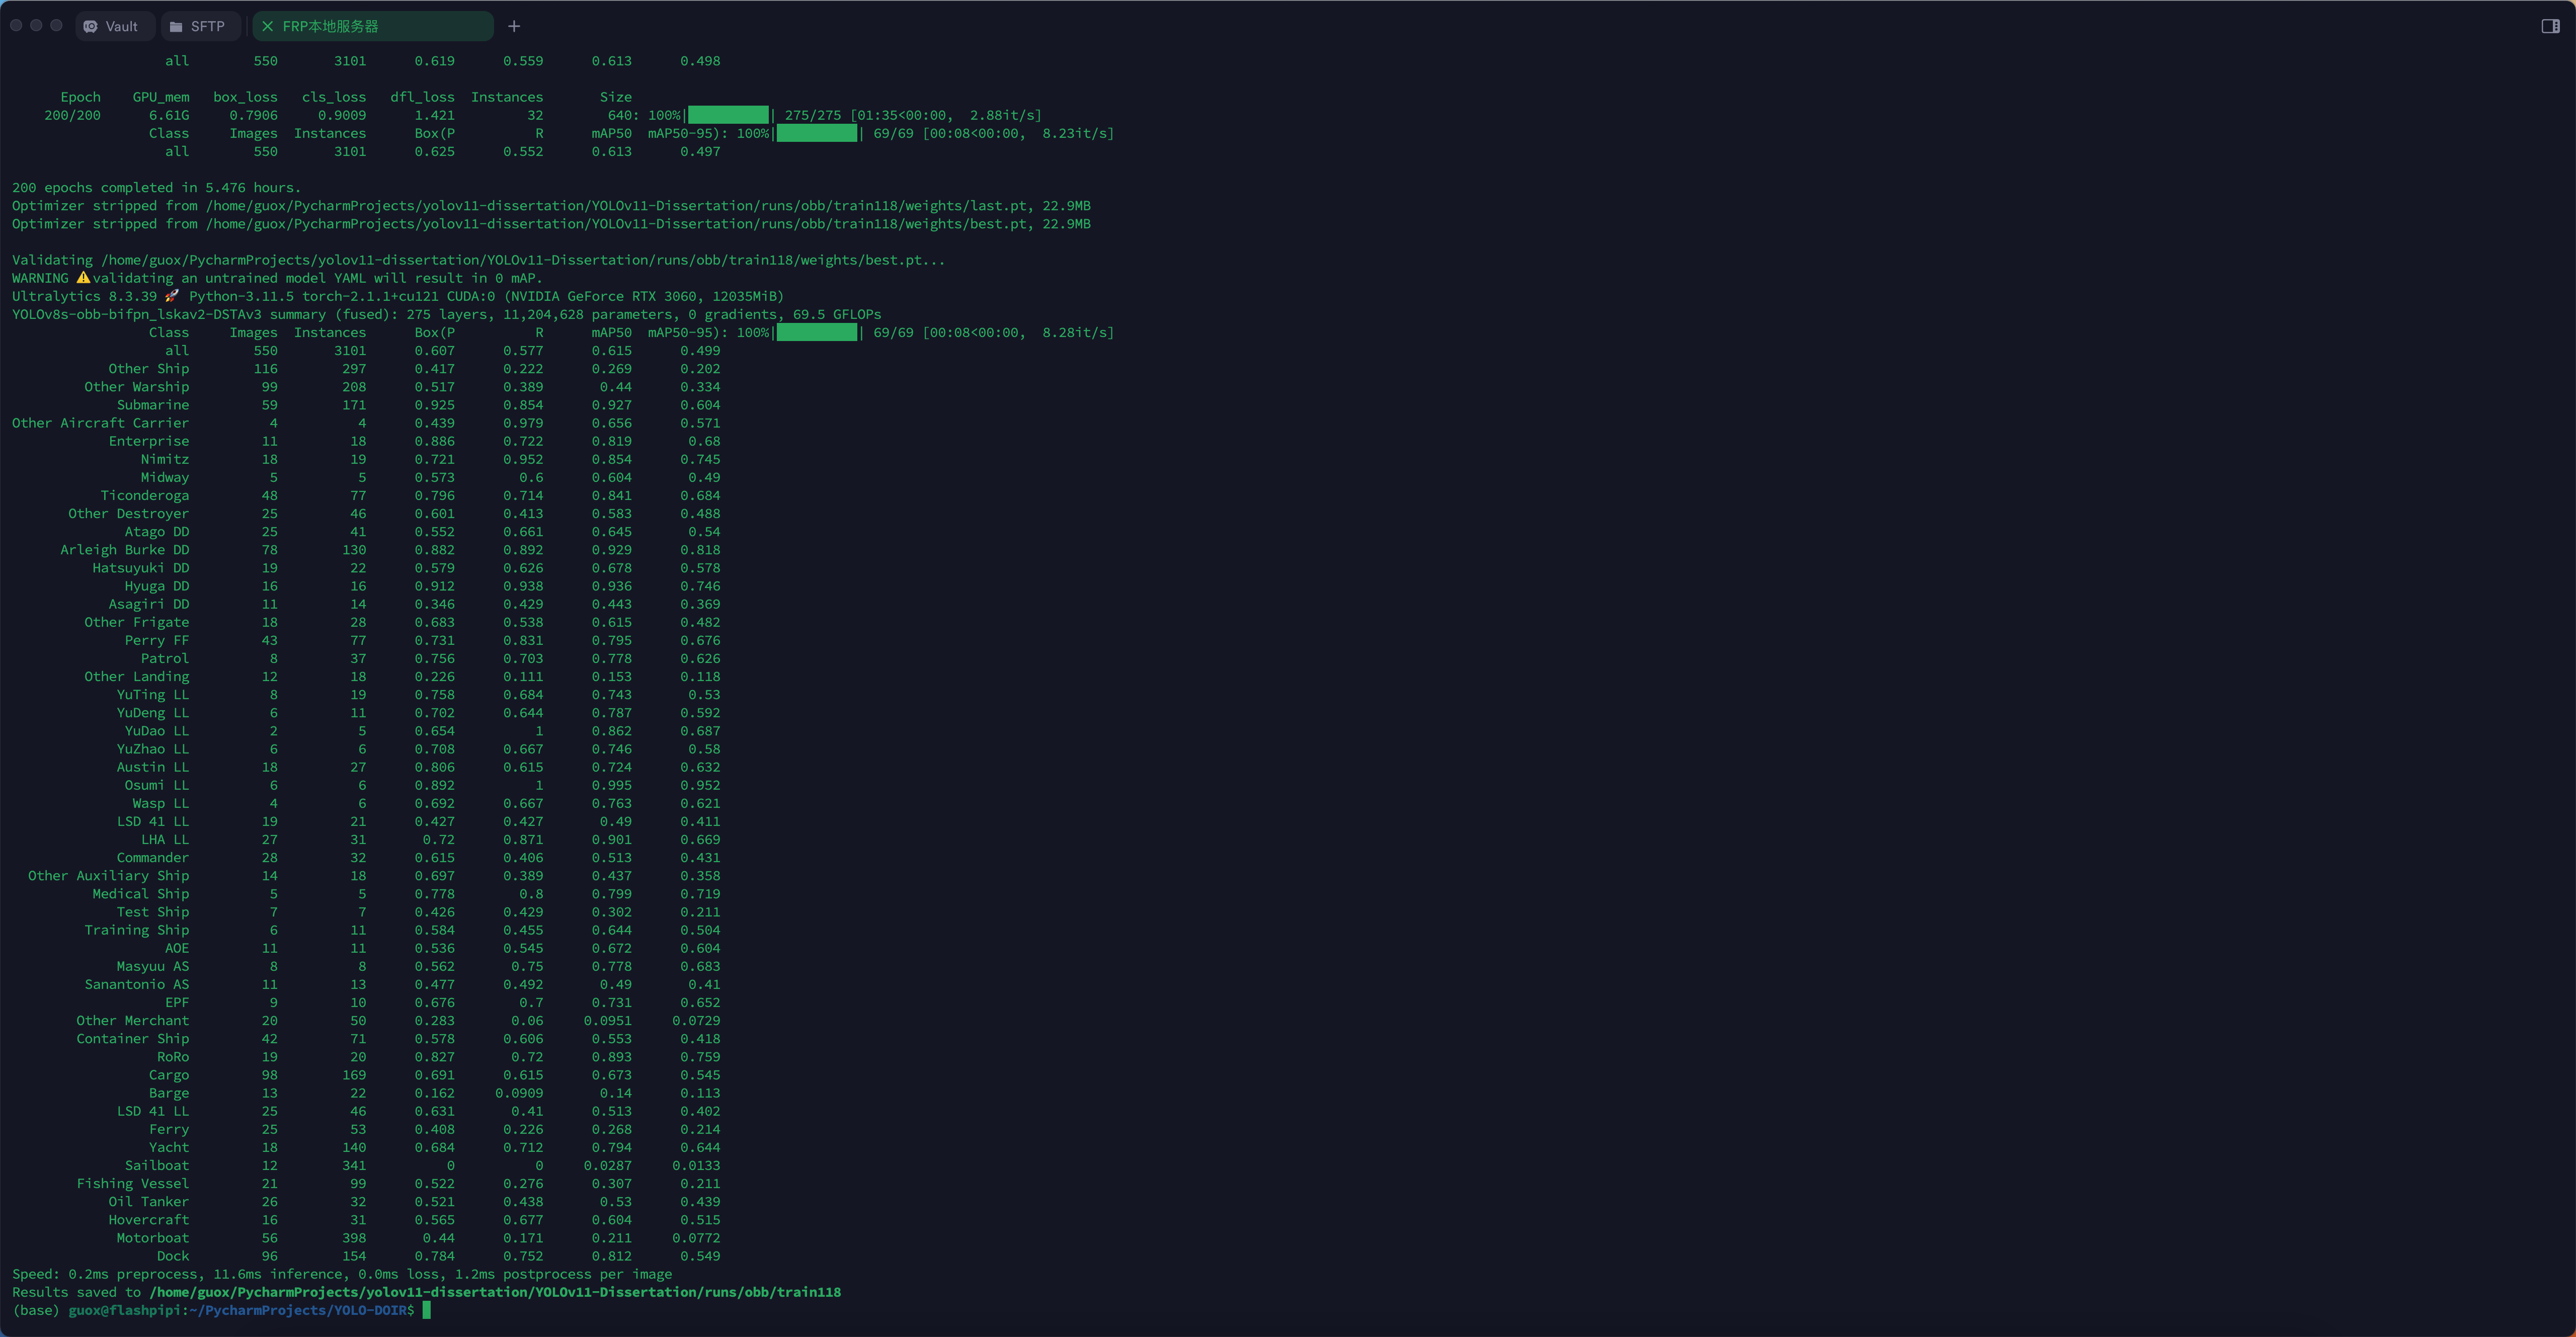 Vault SFTP FRP本地服务器
all 550 3101 0.619 0.559 0.613 0.498
Epoch GPU_mem box_loss cls_loss dfl_loss Instances Size
200/200 6.61G 0.7906 0.9009 1.421 32 640: 100%| | 275/275 [01:35<00:00, 2.88it/s]
Class Images Instances Box(P R mAP50 mAP50-95): 100%| | 69/69 [00:08<00:00, 8.23it/s]
all 550 3101 0.625 0.552 0.613 0.497
200 epochs completed in 5.476 hours.
Optimizer stripped from /home/guox/PycharmProjects/yolov11-dissertation/YOLOv11-Dissertation/runs/obb/train118/weights/last.pt, 22.9MB
Optimizer stripped from /home/guox/PycharmProjects/yolov11-dissertation/YOLOv11-Dissertation/runs/obb/train118/weights/best.pt, 22.9MB
Validating /home/guox/PycharmProjects/yolov11-dissertation/YOLOv11-Dissertation/runs/obb/train118/weights/best.pt...
WARNING ⚠️validating an untrained model YAML will result in 0 mAP.
Ultralytics 8.3.39 🚀 Python-3.11.5 torch-2.1.1+cu121 CUDA:0 (NVIDIA GeForce RTX 3060, 12035MiB)
YOLOv8s-obb-bifpn_lskav2-DSTAv3 summary (fused): 275 layers, 11,204,628 parameters, 0 gradients, 69.5 GFLOPs
Class Images Instances Box(P R mAP50 mAP50-95): 100%| | 69/69 [00:08<00:00, 8.28it/s]
all 550 3101 0.607 0.577 0.615 0.499
Other Ship 116 297 0.417 0.222 0.269 0.202
Other Warship 99 208 0.517 0.389 0.44 0.334
Submarine 59 171 0.925 0.854 0.927 0.604
Other Aircraft Carrier 4 4 0.439 0.979 0.656 0.571
Enterprise 11 18 0.886 0.722 0.819 0.68
Nimitz 18 19 0.721 0.952 0.854 0.745
Midway 5 5 0.573 0.6 0.604 0.49
Ticonderoga 48 77 0.796 0.714 0.841 0.684
Other Destroyer 25 46 0.601 0.413 0.583 0.488
Atago DD 25 41 0.552 0.661 0.645 0.54
Arleigh Burke DD 78 130 0.882 0.892 0.929 0.818
Hatsuyuki DD 19 22 0.579 0.626 0.678 0.578
Hyuga DD 16 16 0.912 0.938 0.936 0.746
Asagiri DD 11 14 0.346 0.429 0.443 0.369
Other Frigate 18 28 0.683 0.538 0.615 0.482
Perry FF 43 77 0.731 0.831 0.795 0.676
Patrol 8 37 0.756 0.703 0.778 0.626
Other Landing 12 18 0.226 0.111 0.153 0.118
YuTing LL 8 19 0.758 0.684 0.743 0.53
YuDeng LL 6 11 0.702 0.644 0.787 0.592
YuDao LL 2 5 0.654 1 0.862 0.687
YuZhao LL 6 6 0.708 0.667 0.746 0.58
Austin LL 18 27 0.806 0.615 0.724 0.632
Osumi LL 6 6 0.892 1 0.995 0.952
Wasp LL 4 6 0.692 0.667 0.763 0.621
LSD 41 LL 19 21 0.427 0.427 0.49 0.411
LHA LL 27 31 0.72 0.871 0.901 0.669
Commander 28 32 0.615 0.406 0.513 0.431
Other Auxiliary Ship 14 18 0.697 0.389 0.437 0.358
Medical Ship 5 5 0.778 0.8 0.799 0.719
Test Ship 7 7 0.426 0.429 0.302 0.211
Training Ship 6 11 0.584 0.455 0.644 0.504
AOE 11 11 0.536 0.545 0.672 0.604
Masyuu AS 8 8 0.562 0.75 0.778 0.683
Sanantonio AS 11 13 0.477 0.492 0.49 0.41
EPF 9 10 0.676 0.7 0.731 0.652
Other Merchant 20 50 0.283 0.06 0.0951 0.0729
Container Ship 42 71 0.578 0.606 0.553 0.418
RoRo 19 20 0.827 0.72 0.893 0.759
Cargo 98 169 0.691 0.615 0.673 0.545
Barge 13 22 0.162 0.0909 0.14 0.113
LSD 41 LL 25 46 0.631 0.41 0.513 0.402
Ferry 25 53 0.408 0.226 0.268 0.214
Yacht 18 140 0.684 0.712 0.794 0.644
Sailboat 12 341 0 0 0.0287 0.0133
Fishing Vessel 21 99 0.522 0.276 0.307 0.211
Oil Tanker 26 32 0.521 0.438 0.53 0.439
Hovercraft 16 31 0.565 0.677 0.604 0.515
Motorboat 56 398 0.44 0.171 0.211 0.0772
Dock 96 154 0.784 0.752 0.812 0.549
Speed: 0.2ms preprocess, 11.6ms inference, 0.0ms loss, 1.2ms postprocess per image
Results saved to /home/guox/PycharmProjects/yolov11-dissertation/YOLOv11-Dissertation/runs/obb/train118
(base) guox@flashpipi:~/PycharmProjects/YOLO-DOIR$